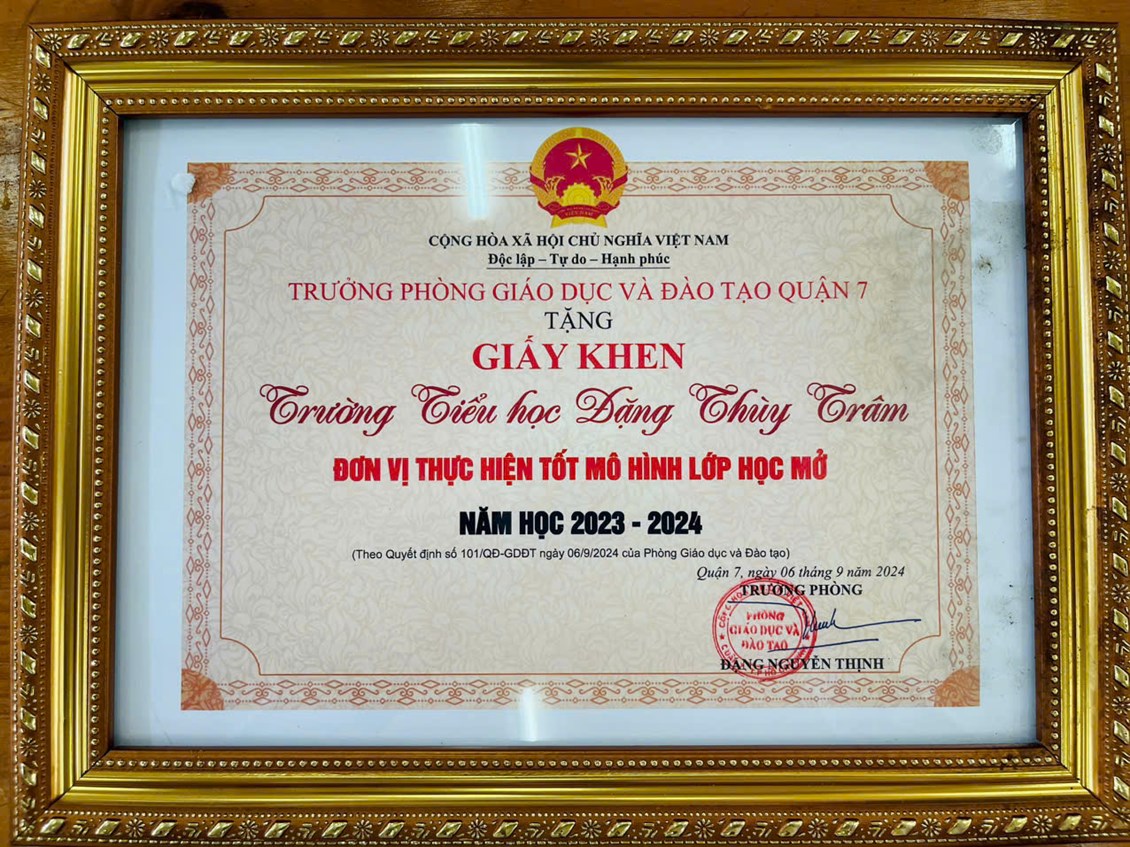 VIỆT NAM
CỘNG HÒA XÃ HỘI CHỦ NGHĨA VIỆT NAM
Độc lập – Tự do – Hạnh phúc
TRƯỞNG PHÒNG GIÁO DỤC VÀ ĐÀO TẠO QUẬN 7
TẶNG
GIẤY KHEN
Trường Tiểu học Đặng Thùy Trâm
ĐƠN VỊ THỰC HIỆN TỐT MÔ HÌNH LỚP HỌC MỞ
NĂM HỌC 2023 - 2024
(Theo Quyết định số 101/QĐ-GDĐT ngày 06/9/2024 của Phòng Giáo dục và Đào tạo)
Quận 7, ngày 06 tháng 9 năm 2024
TRƯỞNG PHÒNG
PHÒNG
GIÁO DỤC VÀ
ĐÀO TẠO
ĐẶNG NGUYỄN THỊNH